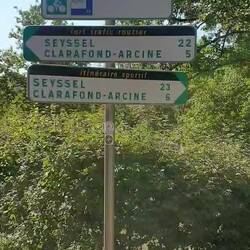 fort trafic routier
SEYSSEL 22
CLARAFOND-ARCINE 5
itinéraire sportif
SEYSSEL 23
CLARAFOND-ARCINE 6